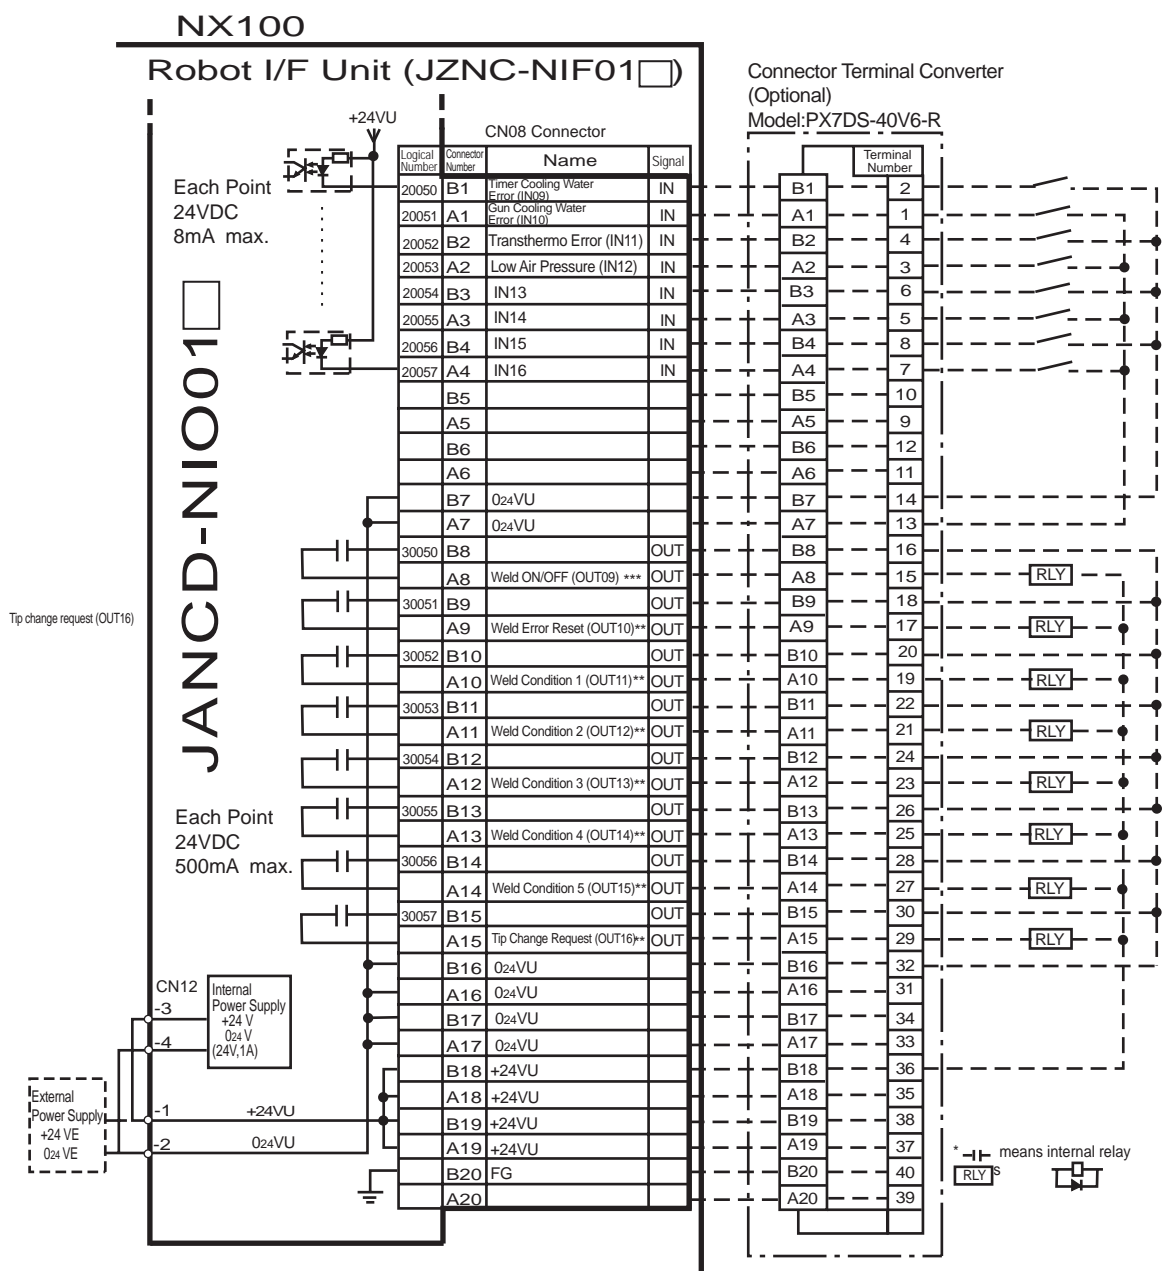 NX100
Robot I/F Unit (JZNC-NIF01□)
Connector Terminal Converter
(Optional)
Model:PX7DS-40V6-R
+24VU
CN08 Connector
Logical Number Connector Number Name Signal Terminal Number
Each Point
24VDC
8mA max.
JANCD-NIO01□
20050 B1 Timer Cooling Water Error (IN09) IN B1 2
20051 A1 Gun Cooling Water Error (IN10) IN A1 1
20052 B2 Transthermo Error (IN11) IN B2 4
20053 A2 Low Air Pressure (IN12) IN A2 3
20054 B3 IN13 IN B3 6
20055 A3 IN14 IN A3 5
20056 B4 IN15 IN B4 8
20057 A4 IN16 IN A4 7
B5 B5 10
A5 A5 9
B6 B6 12
A6 A6 11
B7 024VU B7 14
A7 024VU A7 13
30050 B8 OUT B8 16
A8 Weld ON/OFF (OUT09) *** OUT A8 15 RLY
30051 B9 OUT B9 18
Tip change request (OUT16)
A9 Weld Error Reset (OUT10)** OUT A9 17 RLY
30052 B10 OUT B10 20
A10 Weld Condition 1 (OUT11)** OUT A10 19 RLY
30053 B11 OUT B11 22
A11 Weld Condition 2 (OUT12)** OUT A11 21 RLY
30054 B12 OUT B12 24
A12 Weld Condition 3 (OUT13)** OUT A12 23 RLY
Each Point
24VDC
500mA max.
30055 B13 OUT B13 26
A13 Weld Condition 4 (OUT14)** OUT A13 25 RLY
30056 B14 OUT B14 28
A14 Weld Condition 5 (OUT15)** OUT A14 27 RLY
30057 B15 OUT B15 30
A15 Tip Change Request (OUT16)** OUT A15 29 RLY
B16 024VU B16 32
A16 024VU A16 31
B17 024VU B17 34
A17 024VU A17 33
B18 +24VU B18 36
A18 +24VU A18 35
B19 +24VU B19 38
A19 +24VU A19 37
B20 FG B20 40
A20 A20 39
CN12
-3
-4
Internal
Power Supply
+24 V
024 V
(24V,1A)
External
Power Supply
+24 VE
024 VE
-1 +24VU
-2 024VU
* means internal relay
RLY s